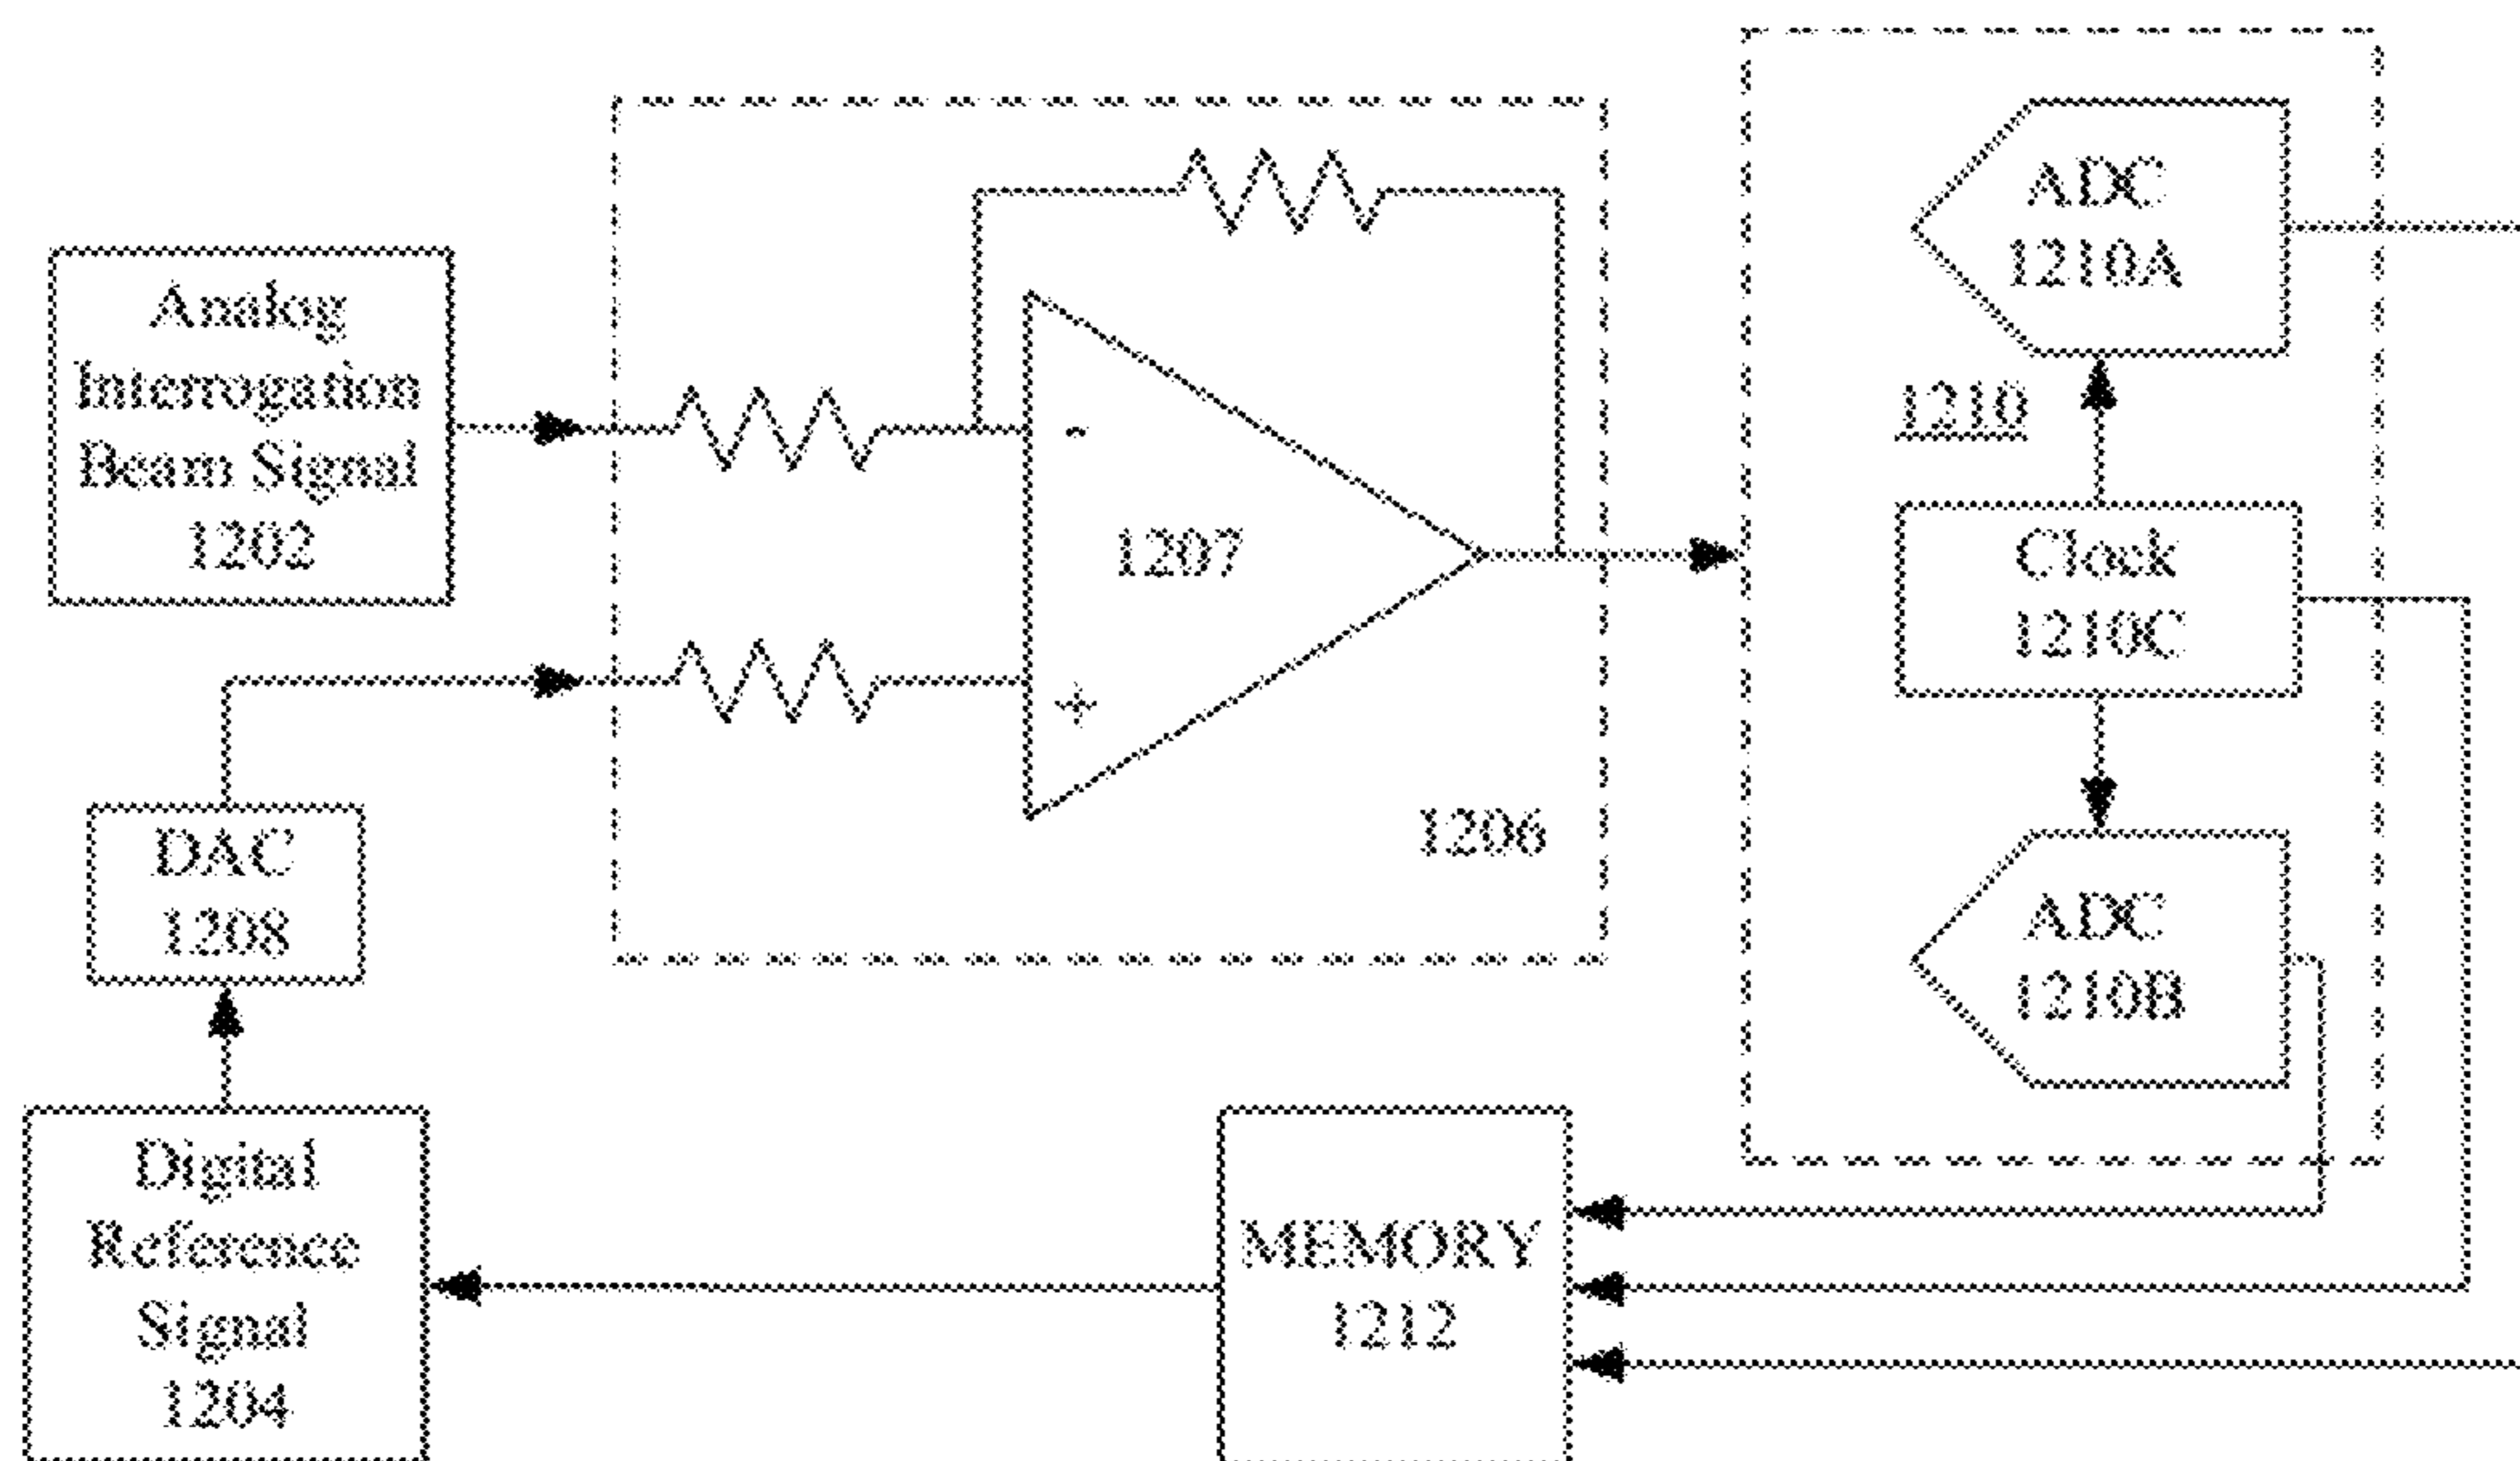 Analog
Interrogation
Beam Signal
1202
-
1207
+
1206
DAC
1208
Digital
Reference
Signal
1204
MEMORY
1212
ADC
1210A
1210
Clock
1210C
ADC
1210B